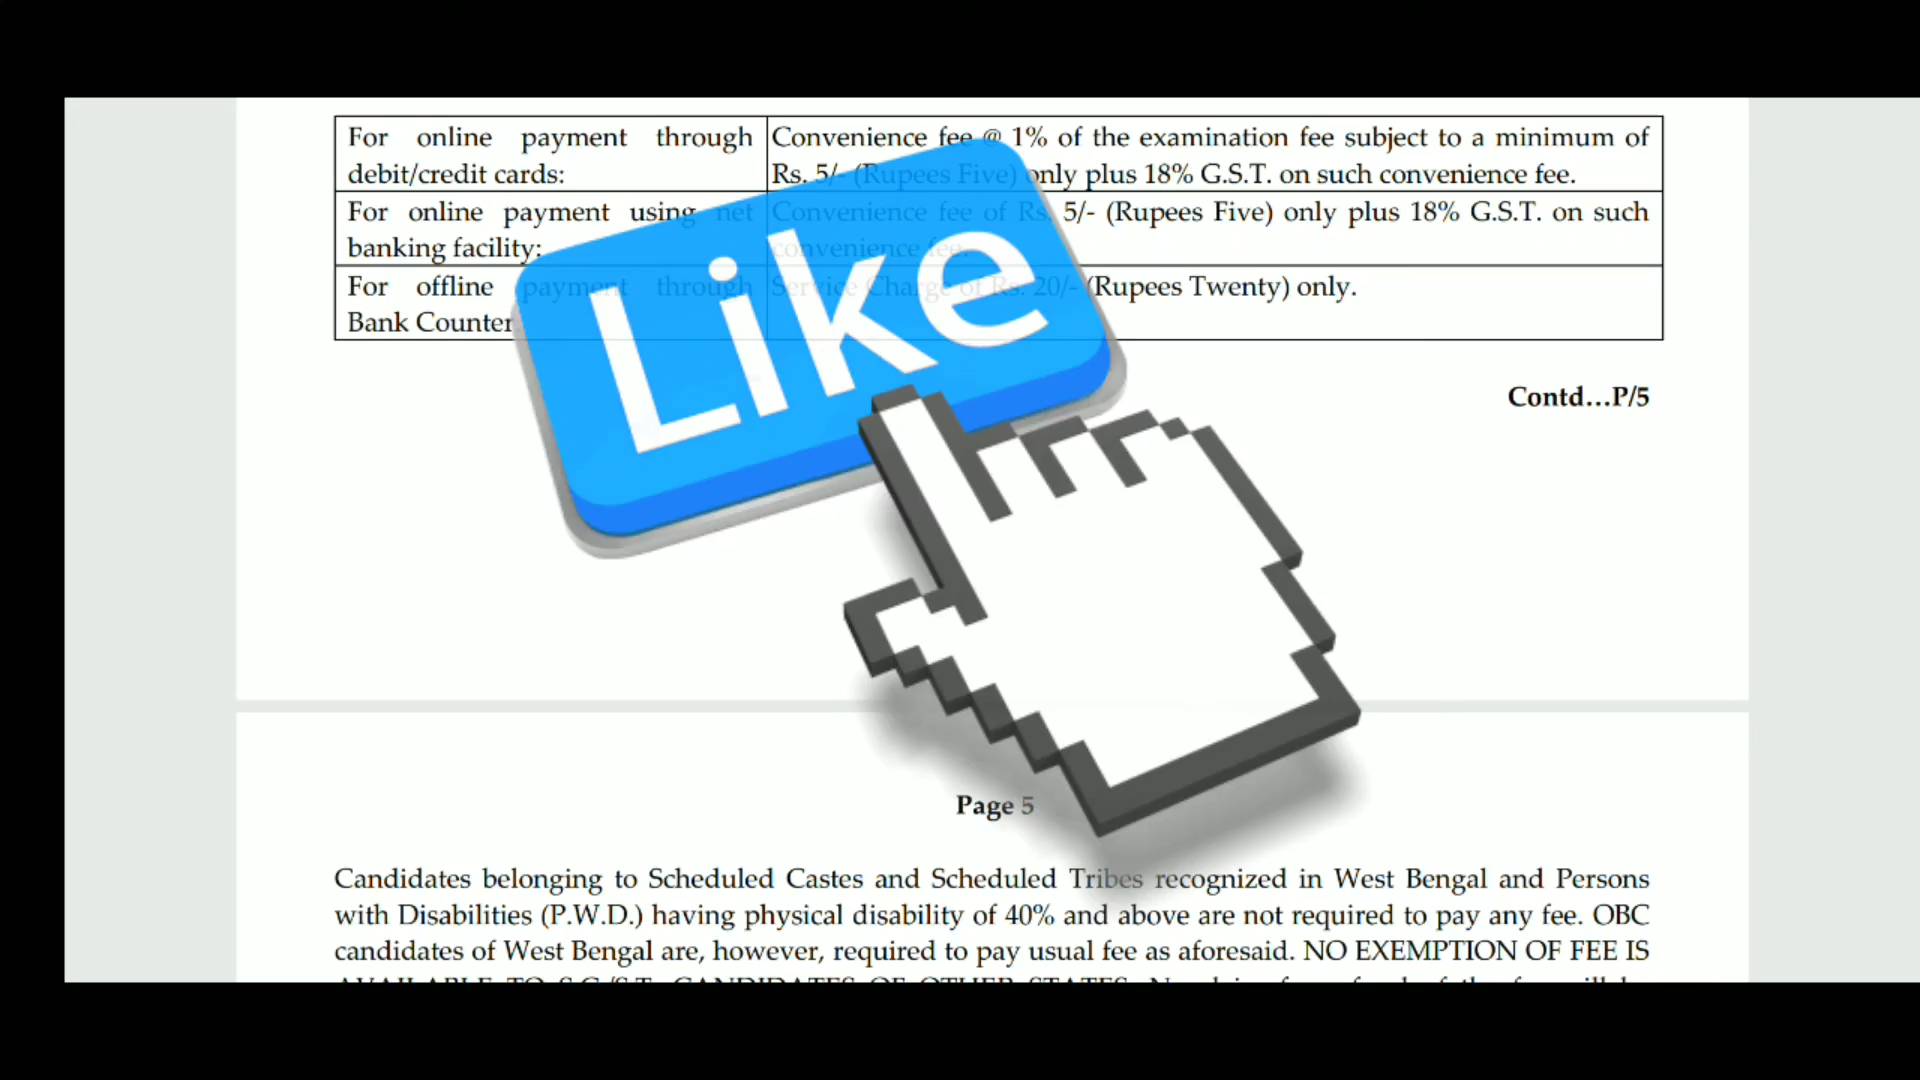 For online payment through
debit/credit cards:
Convenience fee @ 1% of the examination fee subject to a minimum of
Rs. 5/- (Rupees Five) only plus 18% G.S.T. on such convenience fee.
For online payment using net
banking facility:
Convenience fee of Rs. 5/- (Rupees Five) only plus 18% G.S.T. on such
convenience fee.
For offline payment through
Bank Counter
Service Charge of Rs. 20/- (Rupees Twenty) only.
Like
Contd...P/5
Page 5
Candidates belonging to Scheduled Castes and Scheduled Tribes recognized in West Bengal and Persons
with Disabilities (P.W.D.) having physical disability of 40% and above are not required to pay any fee. OBC
candidates of West Bengal are, however, required to pay usual fee as aforesaid. NO EXEMPTION OF FEE IS